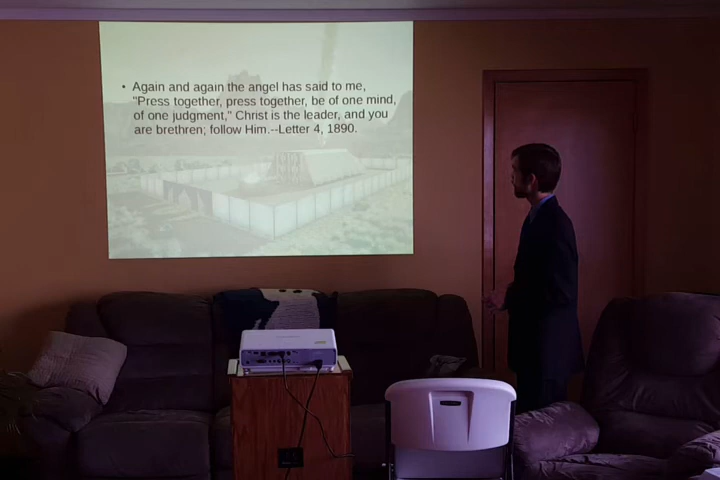 • Again and again the angel has said to me,
"Press together, press together, be of one mind,
of one judgment," Christ is the leader, and you
are brethren; follow Him.--Letter 4, 1890.